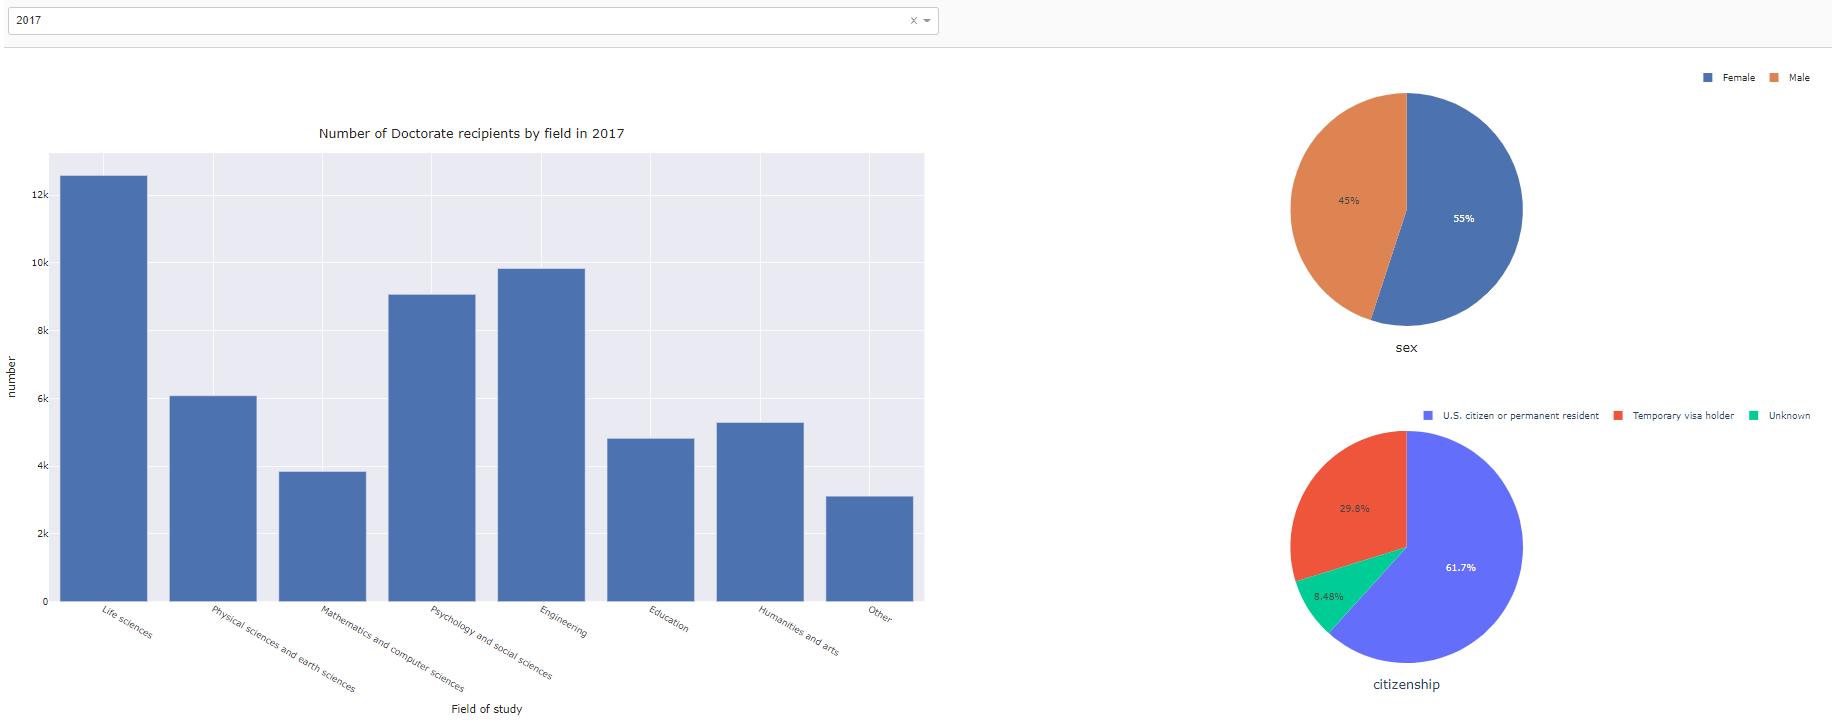 2017
Number of Doctorate recipients by field in 2017
number
12k
10k
8k
6k
4k
2k
0
Life sciences
Physical sciences and earth sciences
Mathematics and computer sciences
Psychology and social sciences
Engineering
Education
Humanities and arts
Other
Field of study
Female
Male
45%
55%
sex
U.S. citizen or permanent resident
Temporary visa holder
Unknown
29.8%
61.7%
8.48%
citizenship